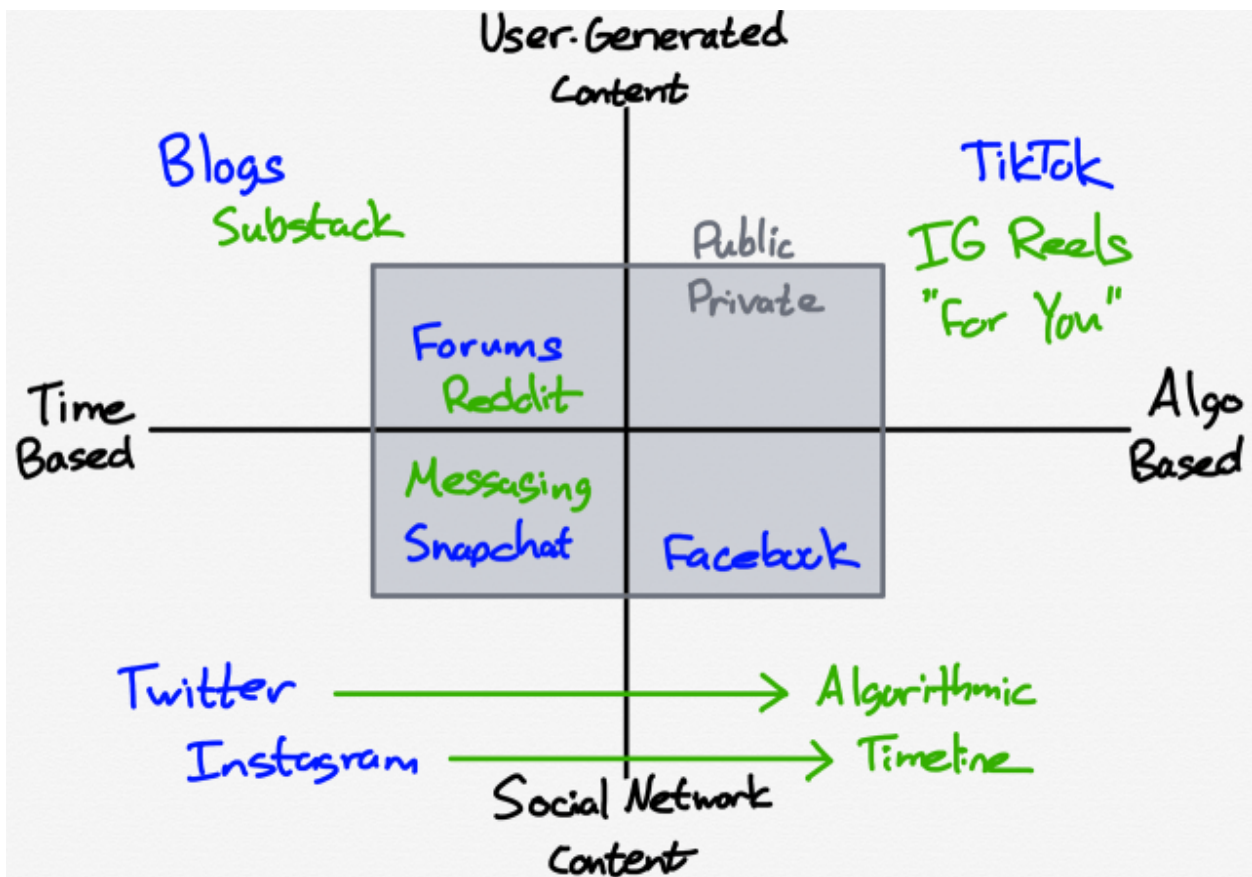 User-Generated
Content
Blogs
Substack
TikTok
IG Reels
"For You"
Public
Private
Forums
Reddit
Time
Based
Algo
Based
Messasing
Snapchat
Facebook
Twitter
Algorithmic
Instagram
Timeline
Social Network
Content